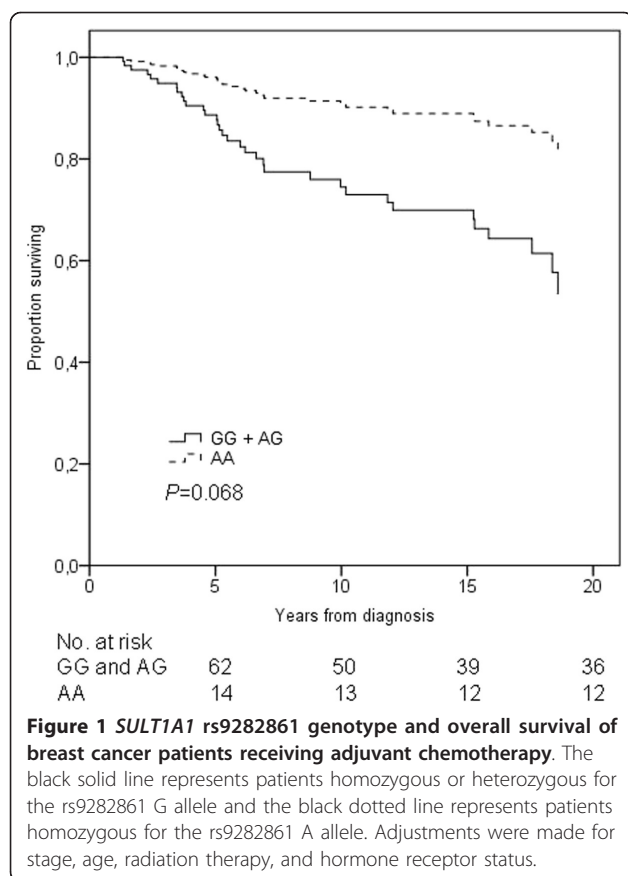 1,0
0,8
0,6
0,4
0,2
0,0
Proportion surviving
GG + AG
AA
P=0.068
0 5 10 15 20
Years from diagnosis
No. at risk
GG and AG 62 50 39 36
AA 14 13 12 12
Figure 1 SULT1A1 rs9282861 genotype and overall survival of
breast cancer patients receiving adjuvant chemotherapy. The
black solid line represents patients homozygous or heterozygous for
the rs9282861 G allele and the black dotted line represents patients
homozygous for the rs9282861 A allele. Adjustments were made for
stage, age, radiation therapy, and hormone receptor status.